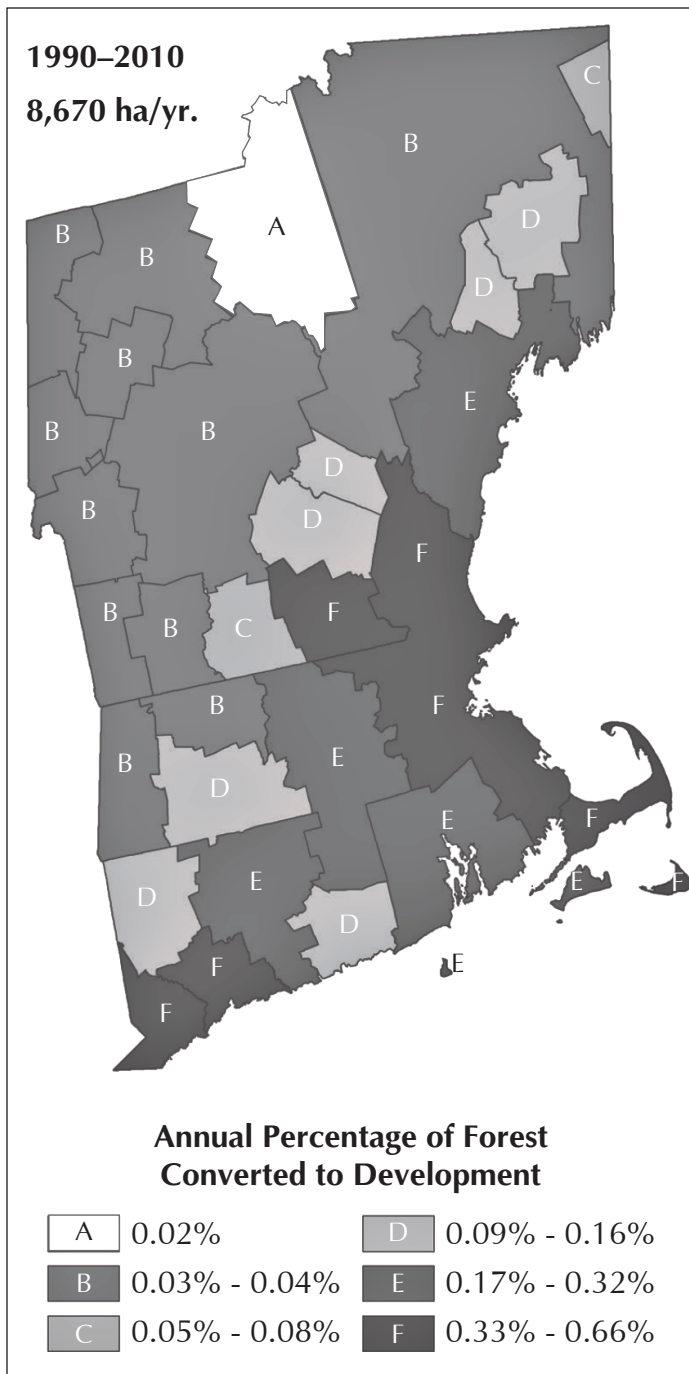 1990–2010
8,670 ha/yr.
C
B
A
D
B
B
D
B
E
B
B
D
B
D
F
B
B
C
F
B
F
B
E
D
F
E
E
D
E
F
D
F
E
F
Annual Percentage of Forest
Converted to Development
A 0.02% D 0.09% - 0.16%
B 0.03% - 0.04% E 0.17% - 0.32%
C 0.05% - 0.08% F 0.33% - 0.66%